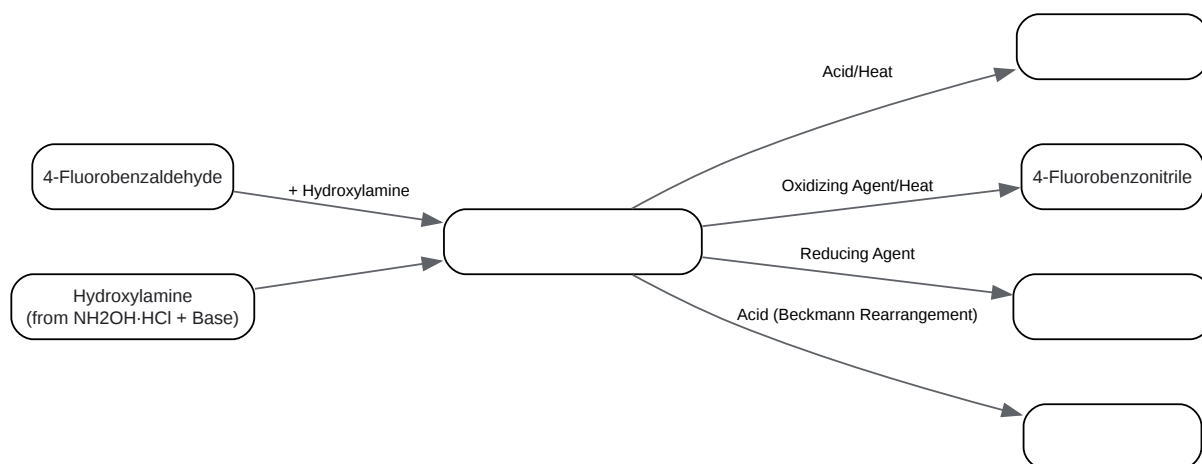 Acid/Heat
4-Fluorobenzaldehyde
+ Hydroxylamine
Oxidizing Agent/Heat
4-Fluorobenzonitrile
Reducing Agent
Hydroxylamine
(from NH2OH·HCl + Base)
Acid (Beckmann Rearrangement)